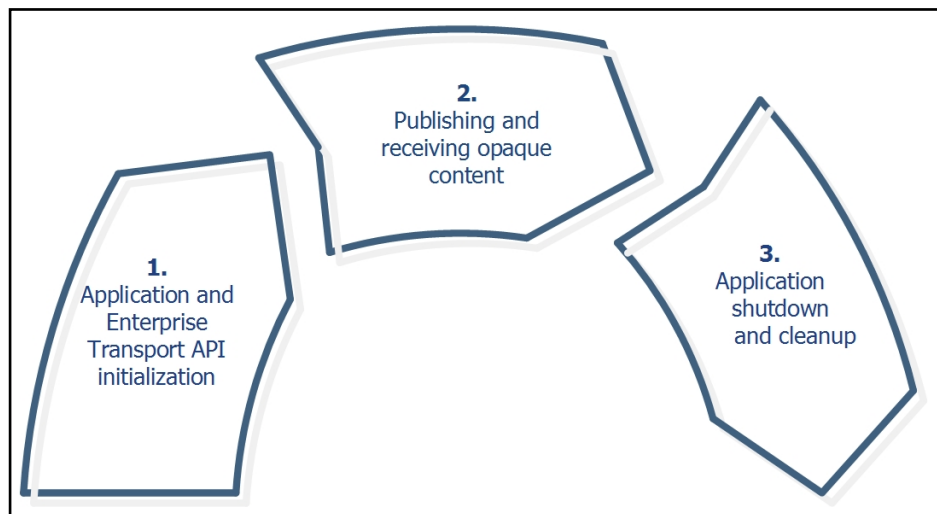 1.
Application and
Enterprise
Transport API
initialization
2.
Publishing and
receiving opaque
content
3.
Application
shutdown
and cleanup